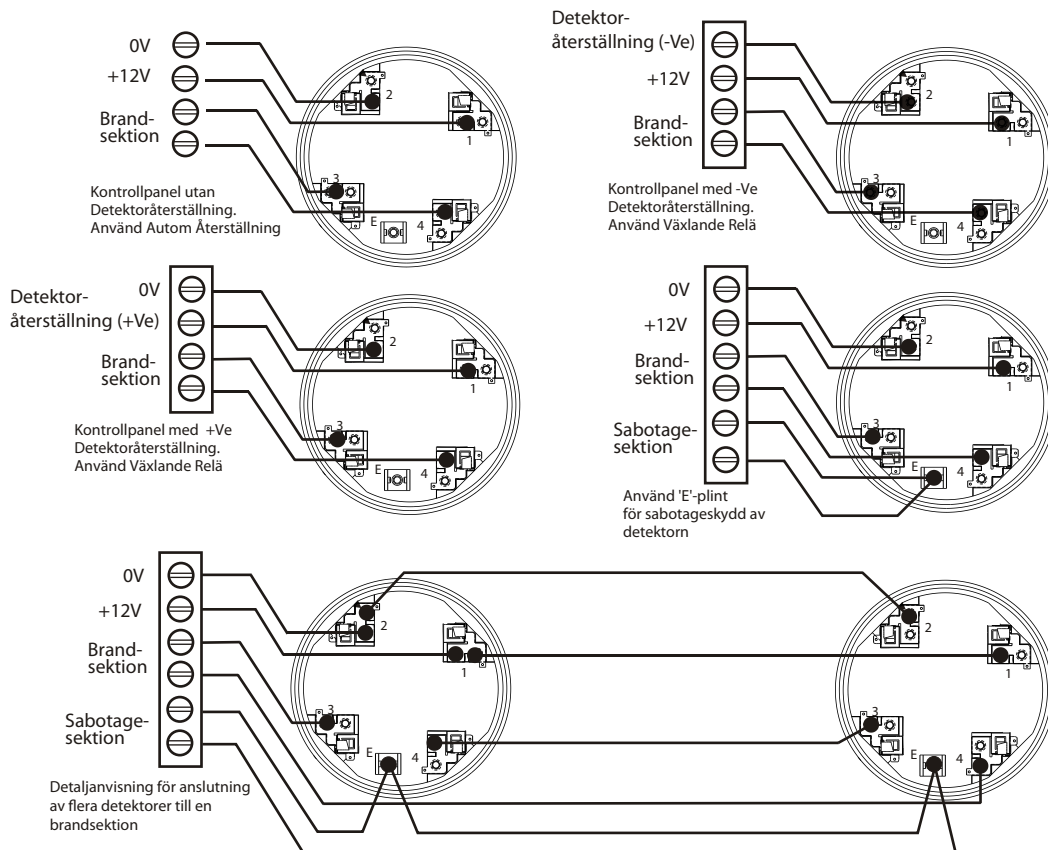 0V
+12V
Brand-
sektion
2
1
3
E
4
Kontrollpanel utan
Detektoråterställning.
Använd Autom Återställning
Detektor-
återställning (-Ve)
+12V
Brand-
sektion
2
1
3
E
4
Kontrollpanel med -Ve
Detektoråterställning.
Använd Växlande Relä
0V
Detektor-
återställning (+Ve)
Brand-
sektion
2
1
3
E
4
Kontrollpanel med +Ve
Detektoråterställning.
Använd Växlande Relä
0V
+12V
Brand-
sektion
Sabotage-
sektion
2
1
3
E
4
Använd 'E'-plint
för sabotageskydd av
detektorn
0V
+12V
Brand-
sektion
Sabotage-
sektion
2
1
3
E
4
2
1
3
E
4
Detaljanvisning för anslutning
av flera detektorer till en
brandsektion